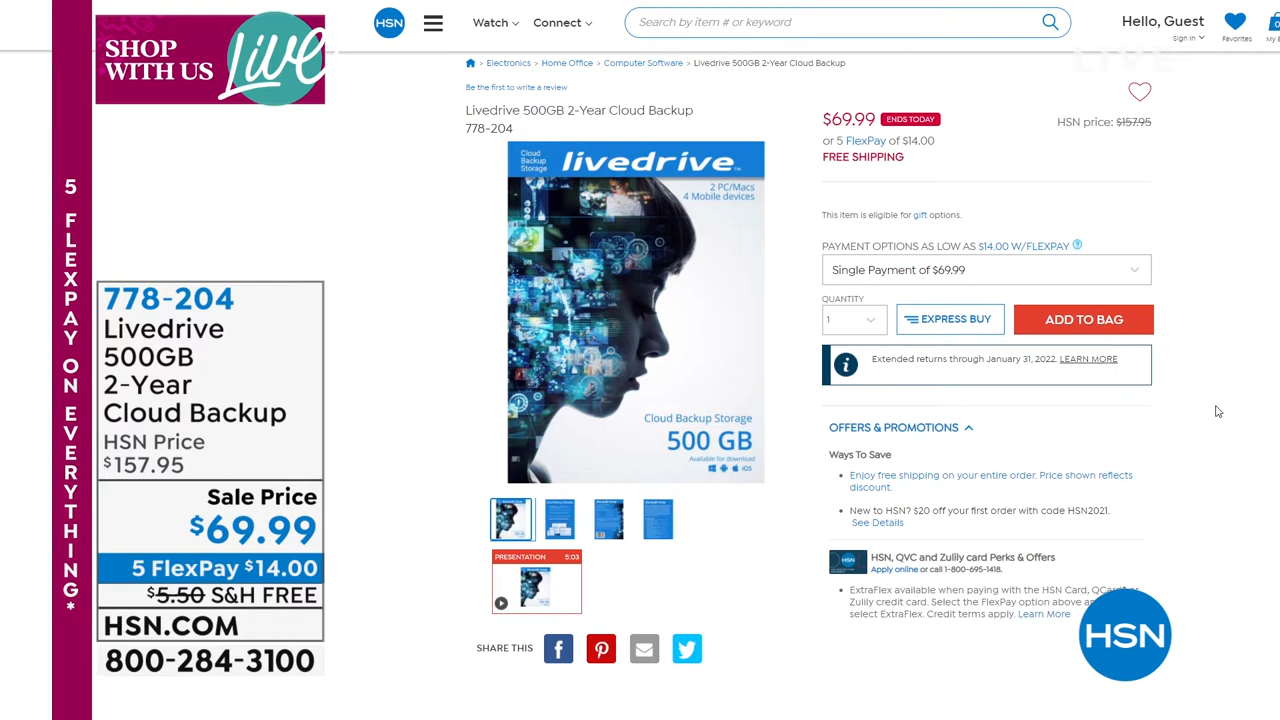 SHOP
WITH US
Live
5 FLEXPAY ON EVERYTHING*
778-204
Livedrive
500GB
2-Year
Cloud Backup
HSN Price
$157.95
Sale Price
$69.99
5 FlexPay $14.00
$5.50 S&H FREE
HSN.COM
800-284-3100
HSN
Watch
Connect
Search by item # or keyword
Hello, Guest
Sign In
Favorites
0
LIVE
Electronics > Home Office > Computer Software > Livedrive 500GB 2-Year Cloud Backup
Be the first to write a review
Livedrive 500GB 2-Year Cloud Backup
778-204
Cloud
Backup
Storage
livedrive™
2 PC/Macs
4 Mobile devices
Cloud Backup Storage
500 GB
Available for download
iOS
PRESENTATION 5:03
SHARE THIS
$69.99 ENDS TODAY
HSN price: $157.95
or 5 FlexPay of $14.00
FREE SHIPPING
This item is eligible for gift options.
PAYMENT OPTIONS AS LOW AS $14.00 W/FLEXPAY ?
Single Payment of $69.99
QUANTITY
1
EXPRESS BUY
ADD TO BAG
Extended returns through January 31, 2022. LEARN MORE
OFFERS & PROMOTIONS
Ways To Save
Enjoy free shipping on your entire order. Price shown reflects
discount.
New to HSN? $20 off your first order with code HSN2021.
See Details
HSN, QVC and Zulily card Perks & Offers
Apply online or call 1-800-695-1418.
ExtraFlex available when paying with the HSN Card, QCard or
Zulily credit card. Select the FlexPay option above
select ExtraFlex. Credit terms apply. Learn More
HSN